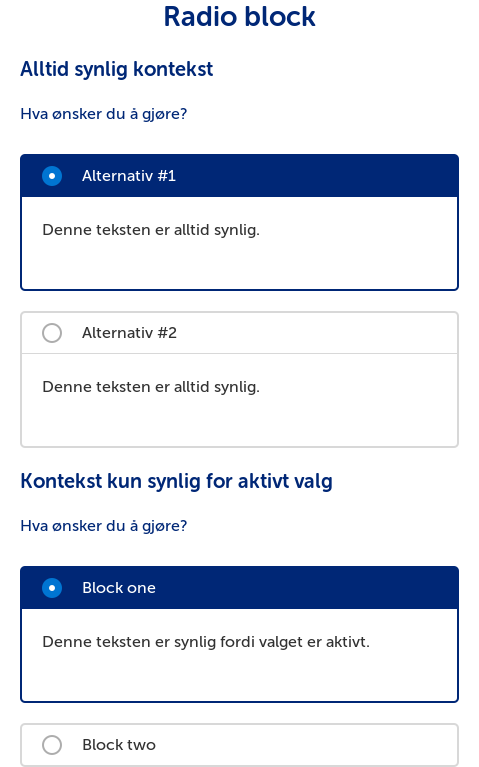 Radio block
Alltid synlig kontekst
Hva ønsker du å gjøre?
Alternativ #1
Denne teksten er alltid synlig.
Alternativ #2
Denne teksten er alltid synlig.
Kontekst kun synlig for aktivt valg
Hva ønsker du å gjøre?
Block one
Denne teksten er synlig fordi valget er aktivt.
Block two